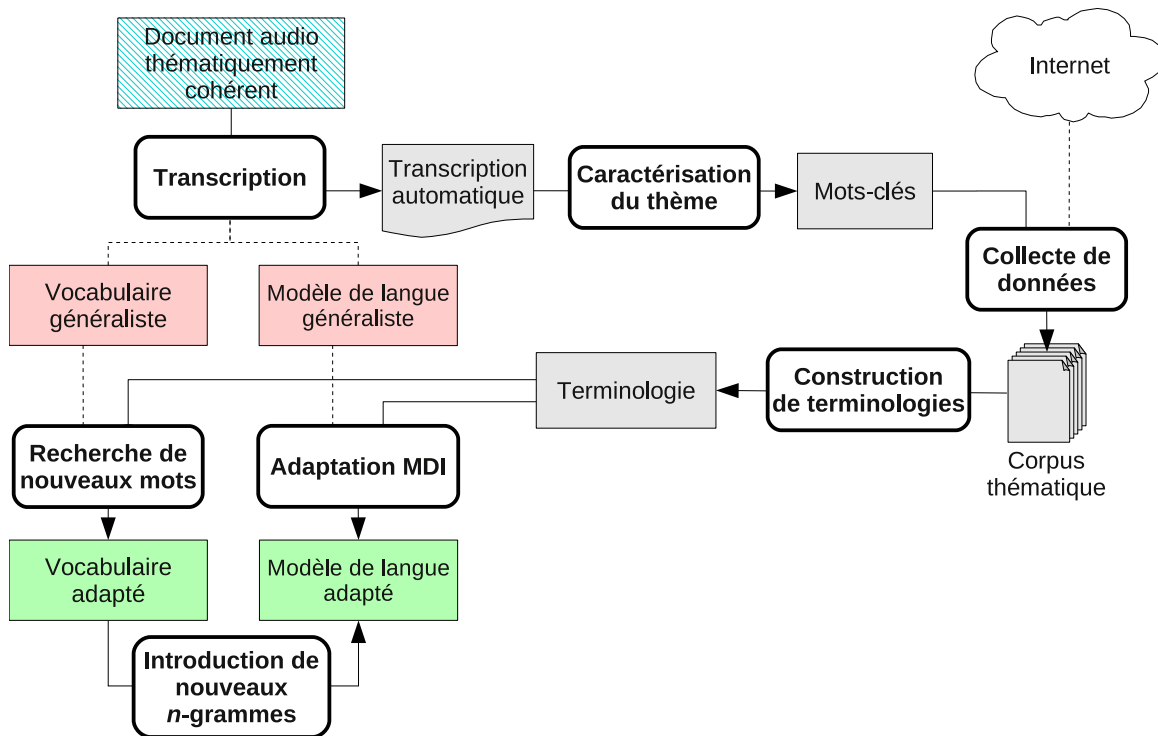 Document audio
thématiquement
cohérent
Internet
Transcription
Transcription
automatique
Caractérisation
du thème
Mots-clés
Collecte de
données
Vocabulaire
généraliste
Modèle de langue
généraliste
Terminologie
Construction
de terminologies
Corpus
thématique
Recherche de
nouveaux mots
Adaptation MDI
Vocabulaire
adapté
Modèle de langue
adapté
Introduction de
nouveaux
n-grammes